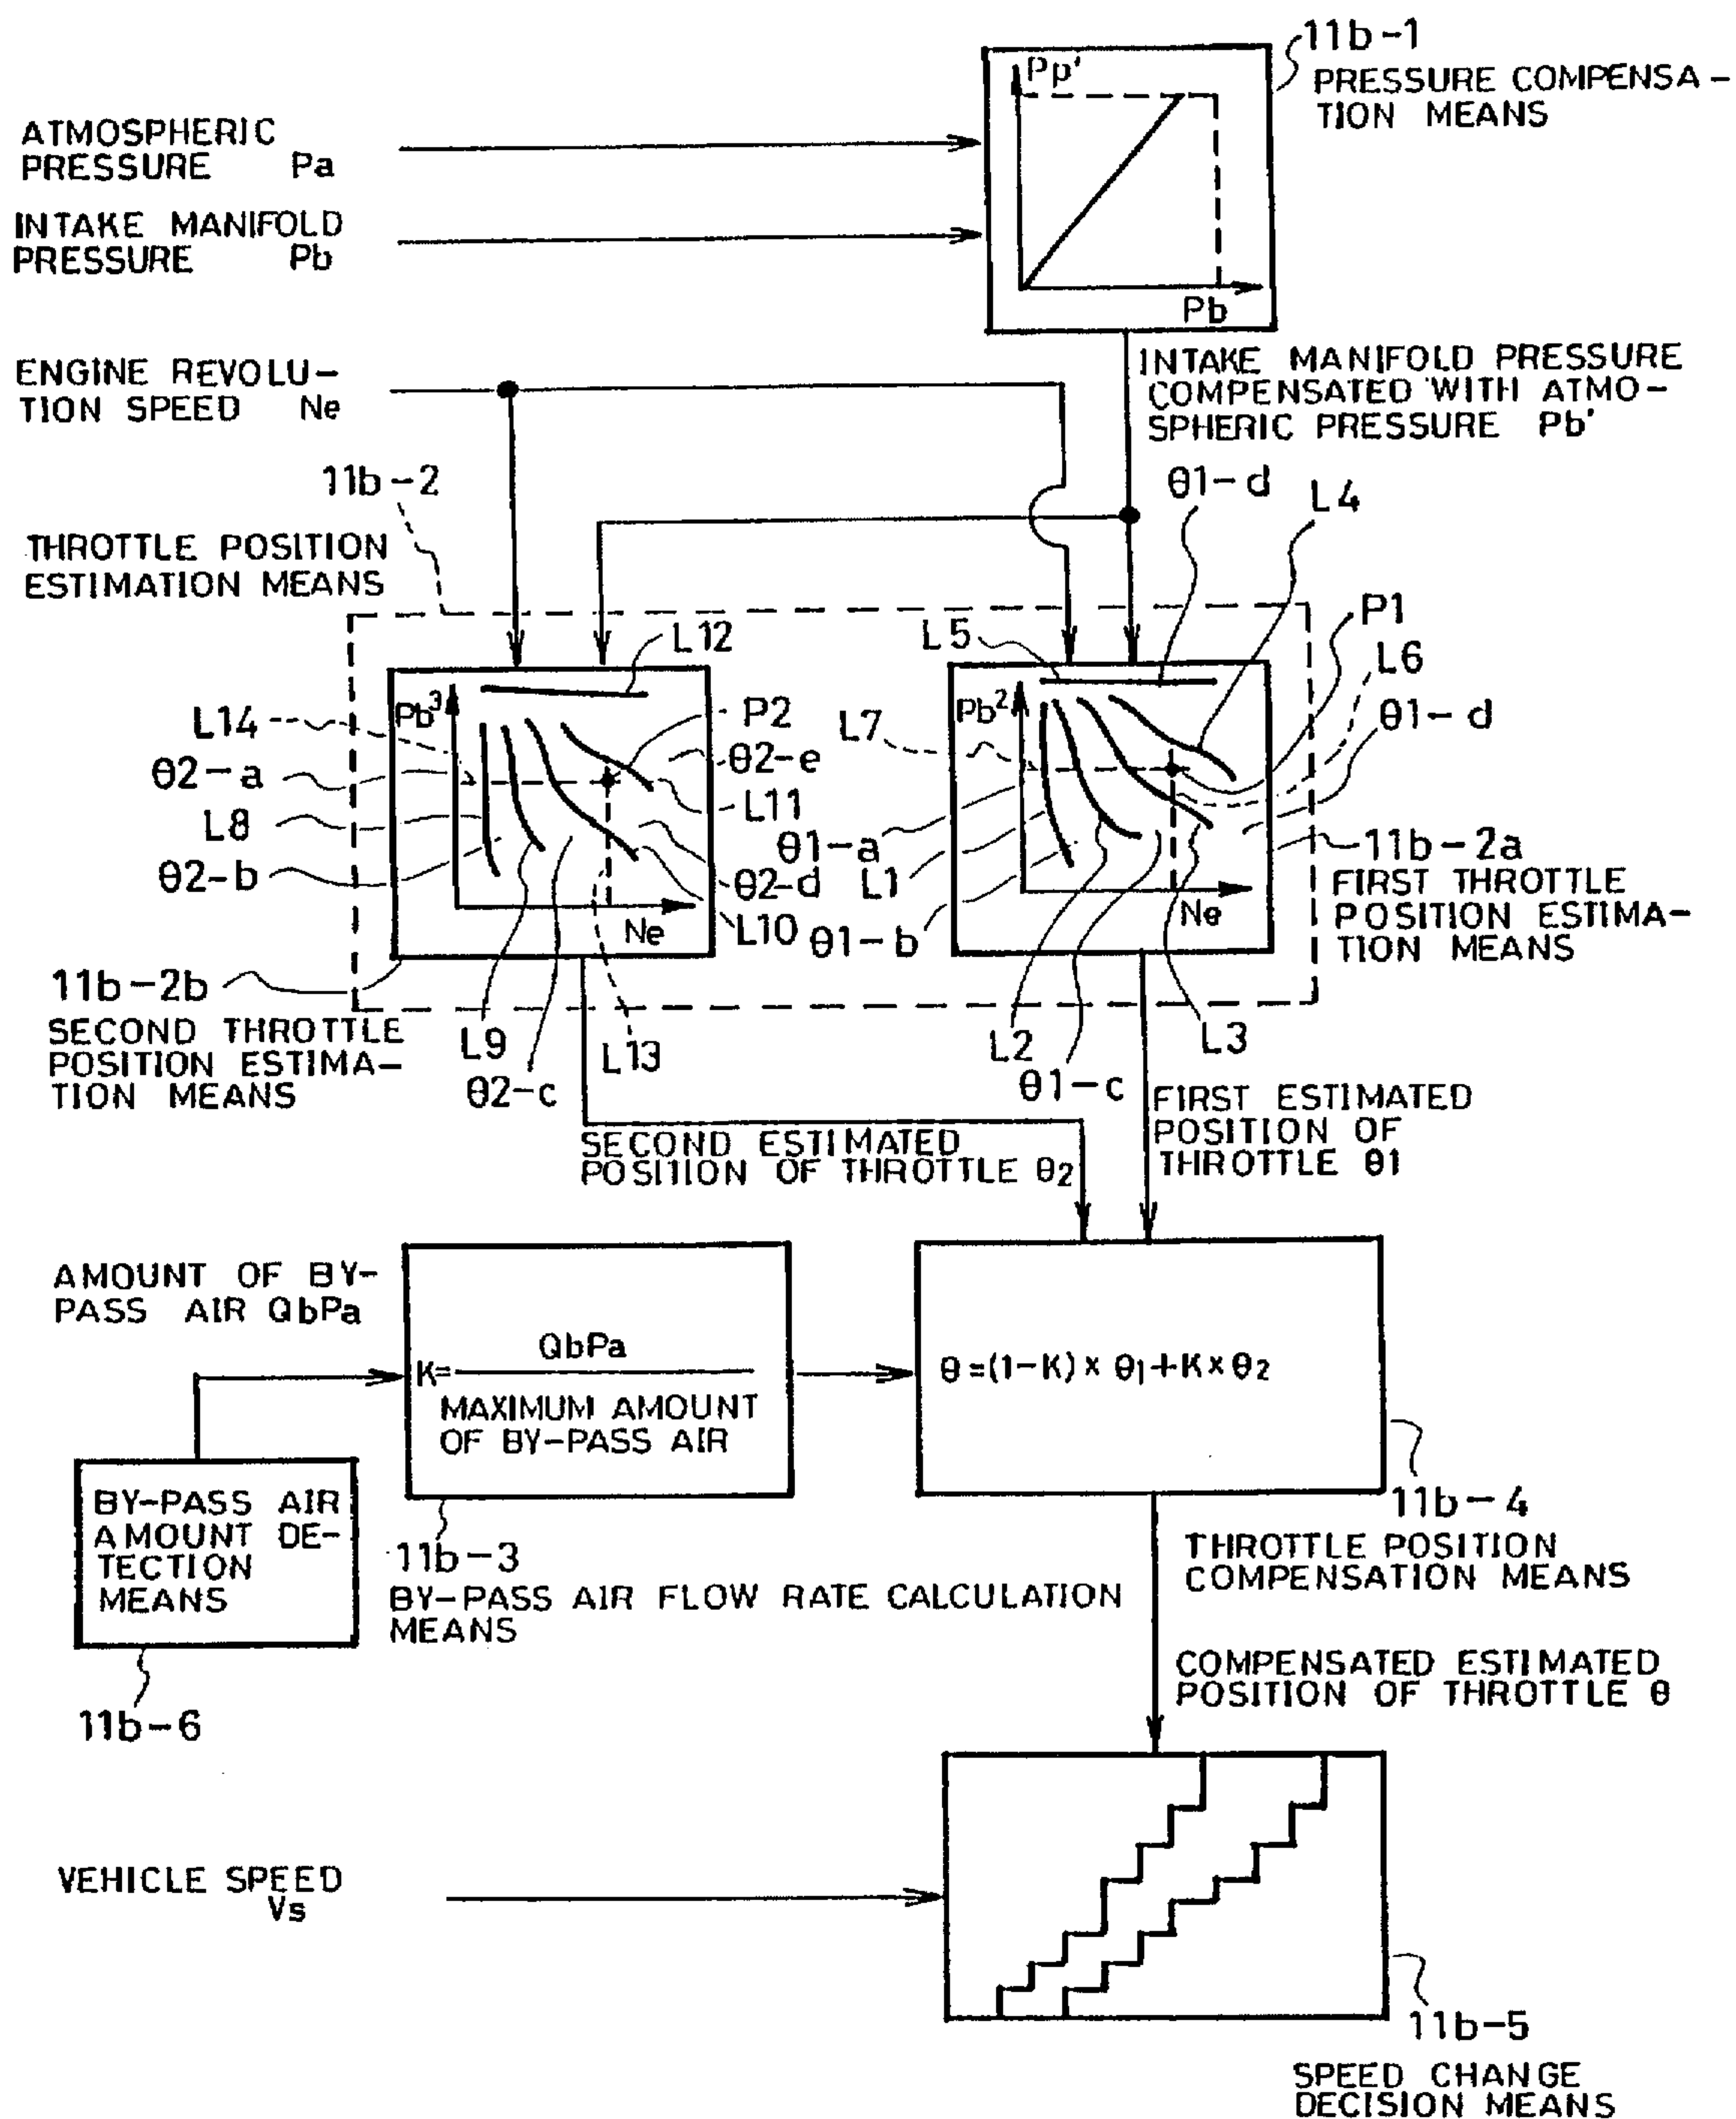 11b-1
PRESSURE COMPENSA-
TION MEANS
Pp'
Pb
ATMOSPHERIC
PRESSURE Pa
INTAKE MANIFOLD
PRESSURE Pb
ENGINE REVOLU-
TION SPEED Ne
INTAKE MANIFOLD PRESSURE
COMPENSATED WITH ATMO-
SPHERIC PRESSURE Pb'
11b-2
THROTTLE POSITION
ESTIMATION MEANS
θ1-d
L4
L12
L5
P1
L6
Pb³
L14
P2
θ2-a
θ2-e
L8
L11
θ2-b
θ2-d
L10
Ne
Pb²
L7
θ1-d
θ1-a
L1
θ1-b
Ne
11b-2a
FIRST THROTTLE
POSITION ESTIMA-
TION MEANS
11b-2b
SECOND THROTTLE
POSITION ESTIMA-
TION MEANS
L9
L13
θ2-c
L2
L3
θ1-c
SECOND ESTIMATED
POSITION OF THROTTLE θ2
FIRST ESTIMATED
POSITION OF
THROTTLE θ1
AMOUNT OF BY-
PASS AIR QbPa
K= QbPa
MAXIMUM AMOUNT
OF BY-PASS AIR
θ=(1-K)×θ1+K×θ2
BY-PASS AIR
AMOUNT DE-
TECTION
MEANS
11b-6
11b-3
BY-PASS AIR FLOW RATE CALCULATION
MEANS
11b-4
THROTTLE POSITION
COMPENSATION MEANS
COMPENSATED ESTIMATED
POSITION OF THROTTLE θ
VEHICLE SPEED
Vs
11b-5
SPEED CHANGE
DECISION MEANS